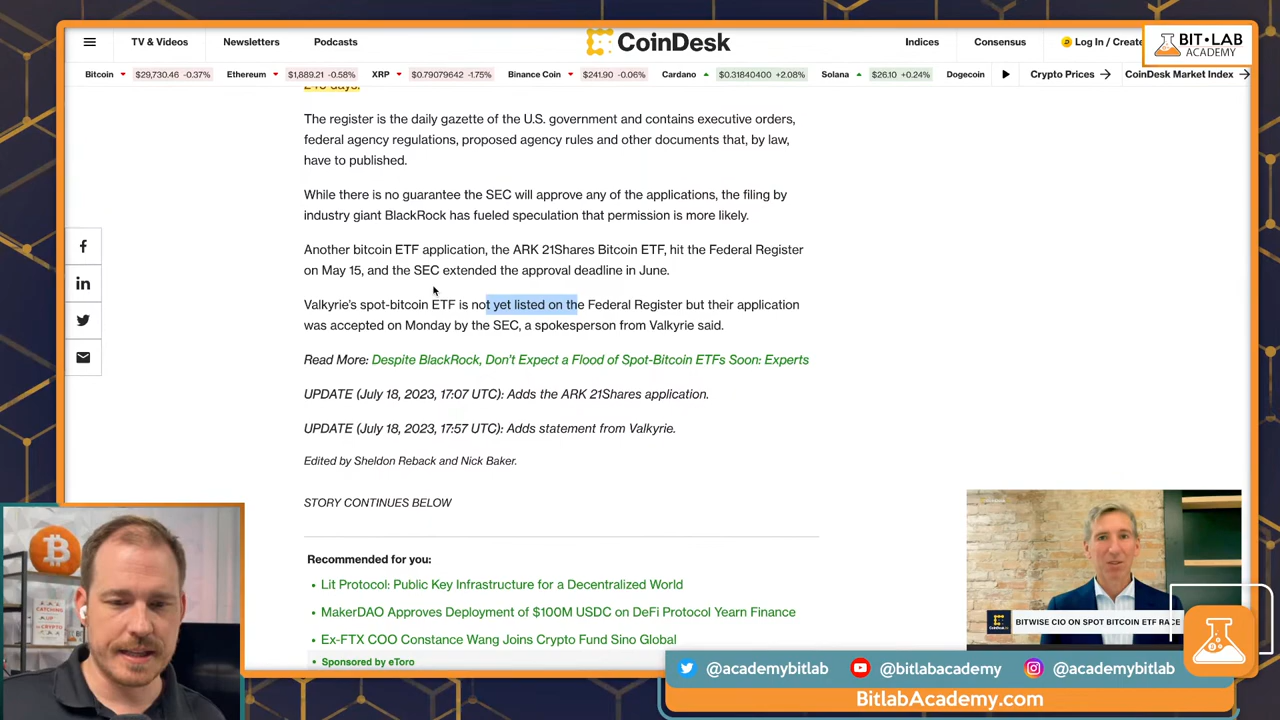 TV & Videos
Newsletters
Podcasts
CoinDesk
Indices
Consensus
Log In / Create
BIT LAB
ACADEMY
Bitcoin $29,730.46 -0.37% Ethereum $1,889.21 -0.58% XRP $0.79079642 -1.75% Binance Coin $241.90 -0.06% Cardano $0.31840400 +2.08% Solana $26.10 +0.24% Dogecoin Crypto Prices → CoinDesk Market Index →
The register is the daily gazette of the U.S. government and contains executive orders,
federal agency regulations, proposed agency rules and other documents that, by law,
have to published.
While there is no guarantee the SEC will approve any of the applications, the filing by
industry giant BlackRock has fueled speculation that permission is more likely.
Another bitcoin ETF application, the ARK 21Shares Bitcoin ETF, hit the Federal Register
on May 15, and the SEC extended the approval deadline in June.
Valkyrie's spot-bitcoin ETF is not yet listed on the Federal Register but their application
was accepted on Monday by the SEC, a spokesperson from Valkyrie said.
Read More: Despite BlackRock, Don't Expect a Flood of Spot-Bitcoin ETFs Soon: Experts
UPDATE (July 18, 2023, 17:07 UTC): Adds the ARK 21Shares application.
UPDATE (July 18, 2023, 17:57 UTC): Adds statement from Valkyrie.
Edited by Sheldon Reback and Nick Baker.
STORY CONTINUES BELOW
Recommended for you:
• Lit Protocol: Public Key Infrastructure for a Decentralized World
• MakerDAO Approves Deployment of $100M USDC on DeFi Protocol Yearn Finance
• Ex-FTX COO Constance Wang Joins Crypto Fund Sino Global
• Sponsored by eToro
CATCHING
BITWISE CIO ON SPOT BITCOIN ETF RACE
@academybitlab
@bitlabacademy
@academybitlab
BitlabAcademy.com